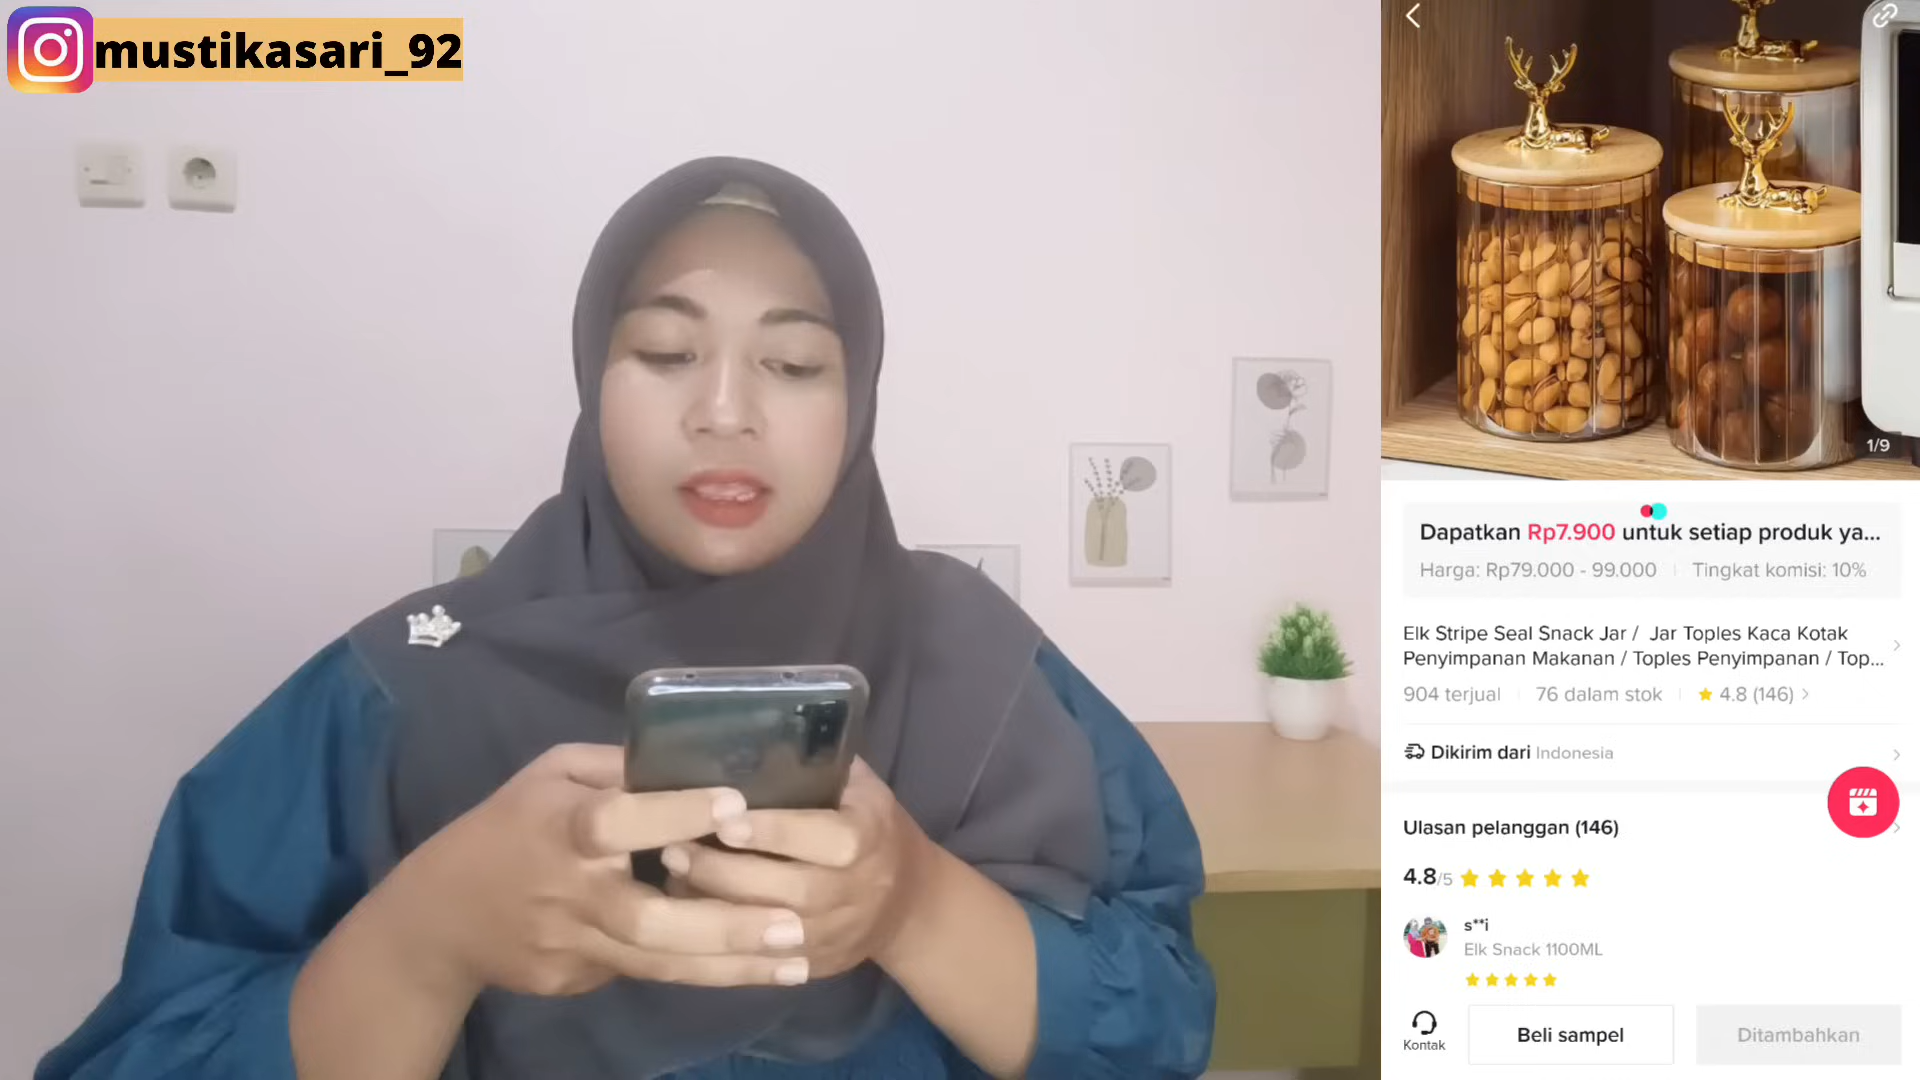 mustikasari_92
1/9
Dapatkan Rp7.900 untuk setiap produk ya...
Harga: Rp79.000 - 99.000
Tingkat komisi: 10%
Elk Stripe Seal Snack Jar / Jar Toples Kaca Kotak
Penyimpanan Makanan / Toples Penyimpanan / Top...
904 terjual
76 dalam stok
4.8 (146)
Dikirim dari Indonesia
Ulasan pelanggan (146)
4.8/5
s**i
Elk Snack 1100ML
Kontak
Beli sampel
Ditambahkan